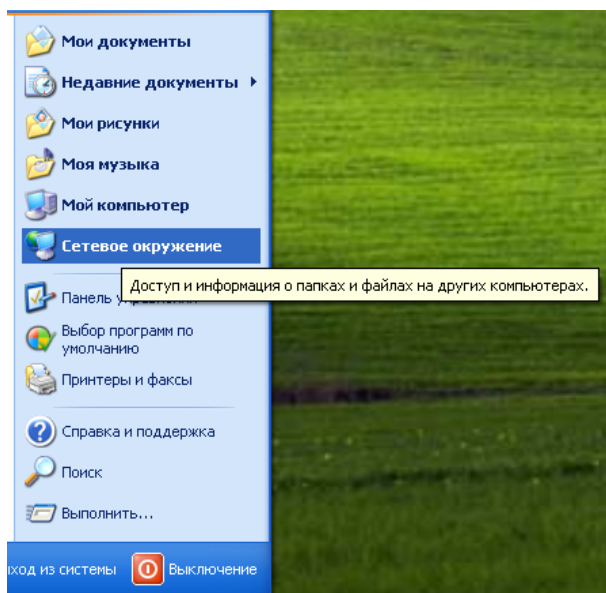 Мои документы
Недавние документы
Мои рисунки
Моя музыка
Мой компьютер
Сетевое окружение
Доступ и информация о папках и файлах на других компьютерах.
Панель
Выбор программ по
умолчанию
Принтеры и факсы
Справка и поддержка
Поиск
Выполнить...
из системы
Выключение